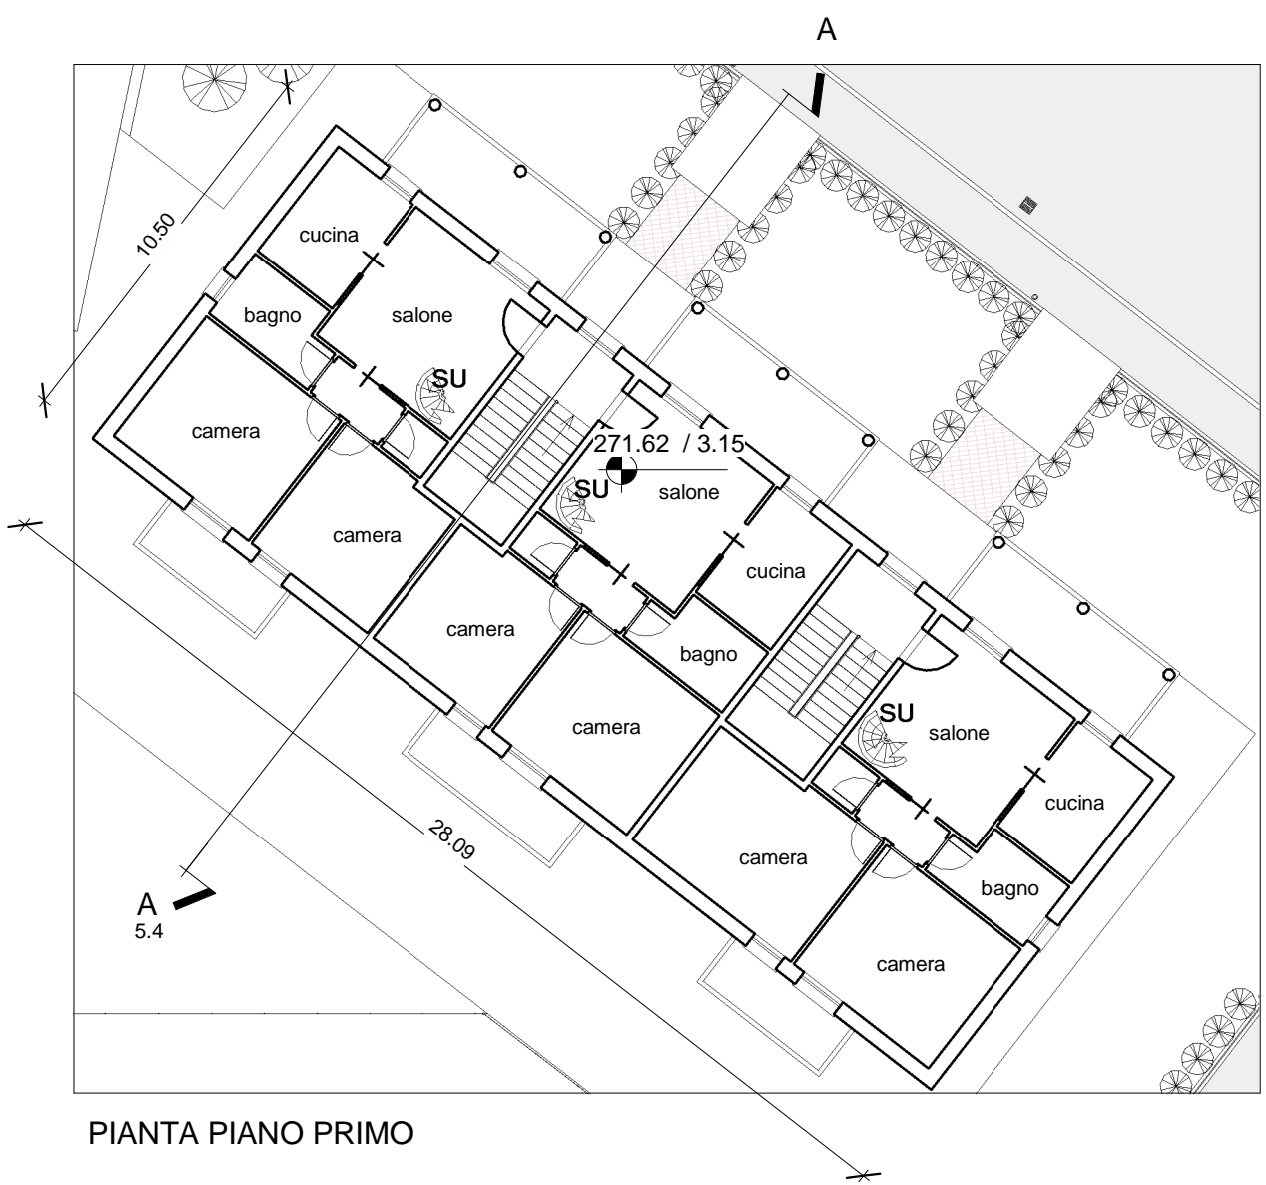 A
10.50
cucina
bagno
salone
SU
camera
camera
271.62 / 3.15
SU
salone
cucina
camera
bagno
camera
SU
salone
cucina
camera
bagno
camera
28.09
A
5.4
PIANTA PIANO PRIMO